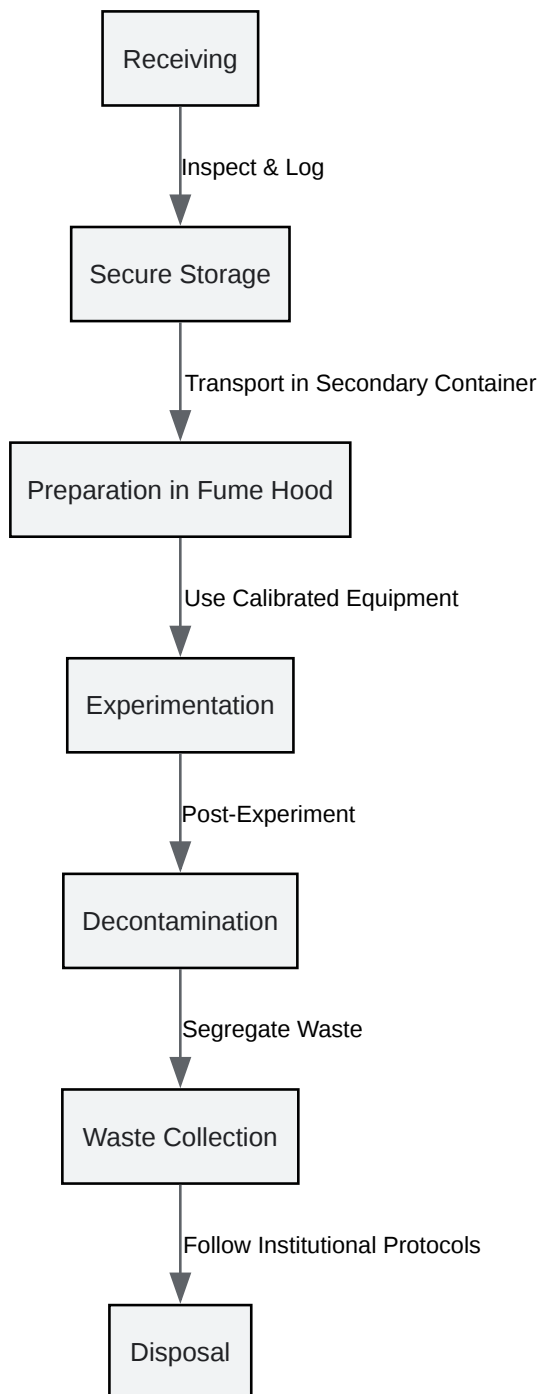 Receiving
Inspect & Log
Secure Storage
Transport in Secondary Container
Preparation in Fume Hood
Use Calibrated Equipment
Experimentation
Post-Experiment
Decontamination
Segregate Waste
Waste Collection
Follow Institutional Protocols
Disposal